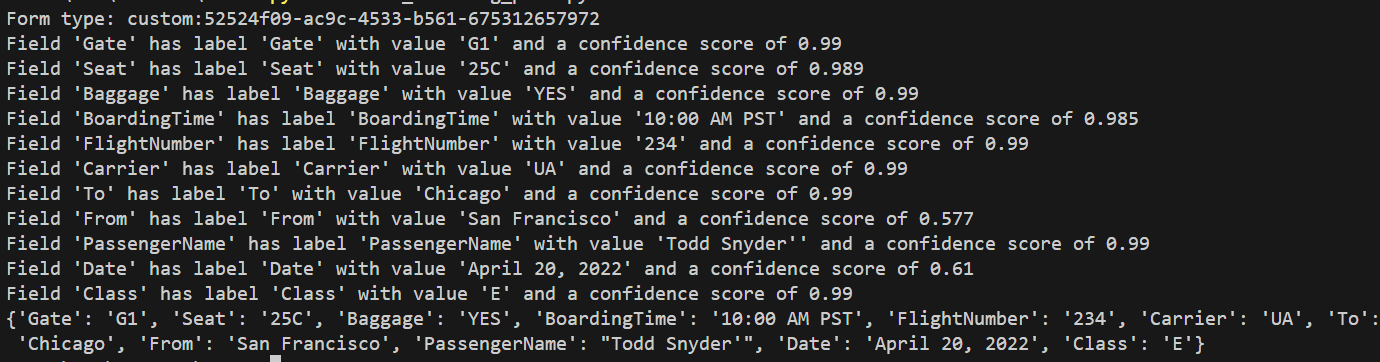 Form type: custom:52524f09-ac9c-4533-b561-675312657972
Field 'Gate' has label 'Gate' with value 'G1' and a confidence score of 0.99
Field 'Seat' has label 'Seat' with value '25C' and a confidence score of 0.989
Field 'Baggage' has label 'Baggage' with value 'YES' and a confidence score of 0.99
Field 'BoardingTime' has label 'BoardingTime' with value '10:00 AM PST' and a confidence score of 0.985
Field 'FlightNumber' has label 'FlightNumber' with value '234' and a confidence score of 0.99
Field 'Carrier' has label 'Carrier' with value 'UA' and a confidence score of 0.99
Field 'To' has label 'To' with value 'Chicago' and a confidence score of 0.99
Field 'From' has label 'From' with value 'San Francisco' and a confidence score of 0.577
Field 'PassengerName' has label 'PassengerName' with value 'Todd Snyder'' and a confidence score of 0.99
Field 'Date' has label 'Date' with value 'April 20, 2022' and a confidence score of 0.61
Field 'Class' has label 'Class' with value 'E' and a confidence score of 0.99
{'Gate': 'G1', 'Seat': '25C', 'Baggage': 'YES', 'BoardingTime': '10:00 AM PST', 'FlightNumber': '234', 'Carrier': 'UA', 'To':
'Chicago', 'From': 'San Francisco', 'PassengerName': "Todd Snyder'", 'Date': 'April 20, 2022', 'Class': 'E'}